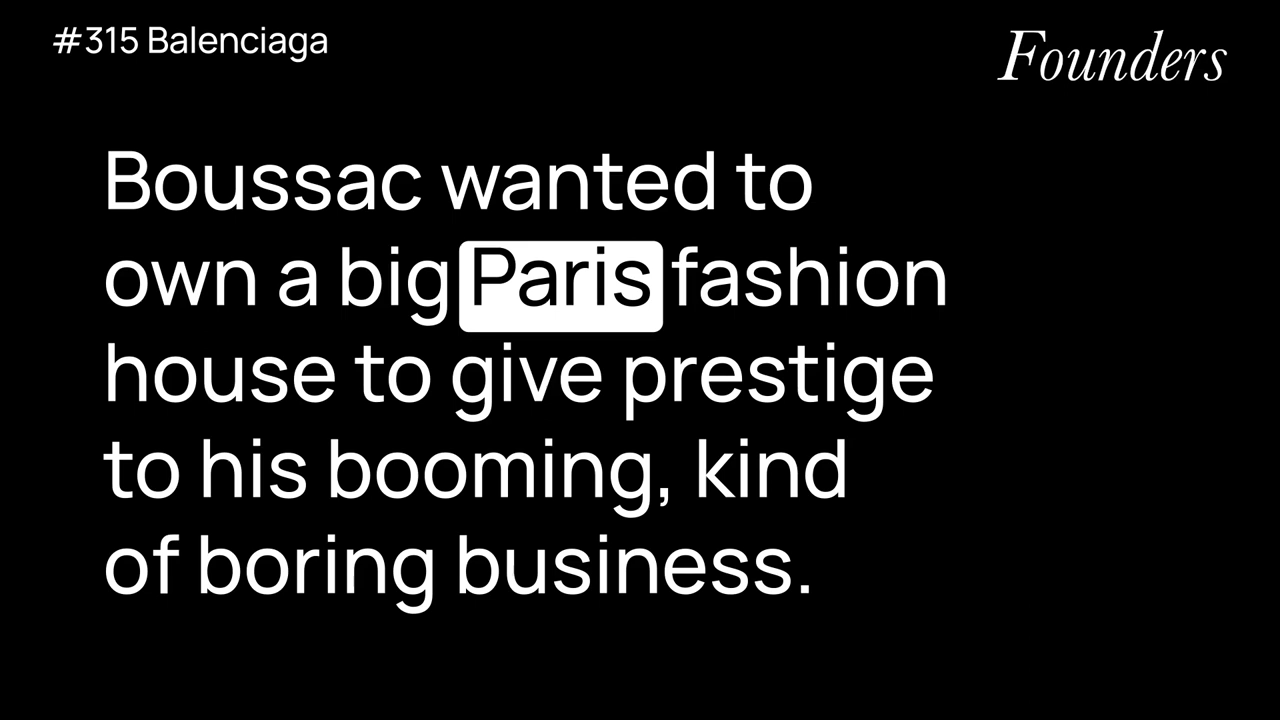 #315 Balenciaga
Founders
Boussac wanted to
own a big Paris fashion
house to give prestige
to his booming, kind
of boring business.